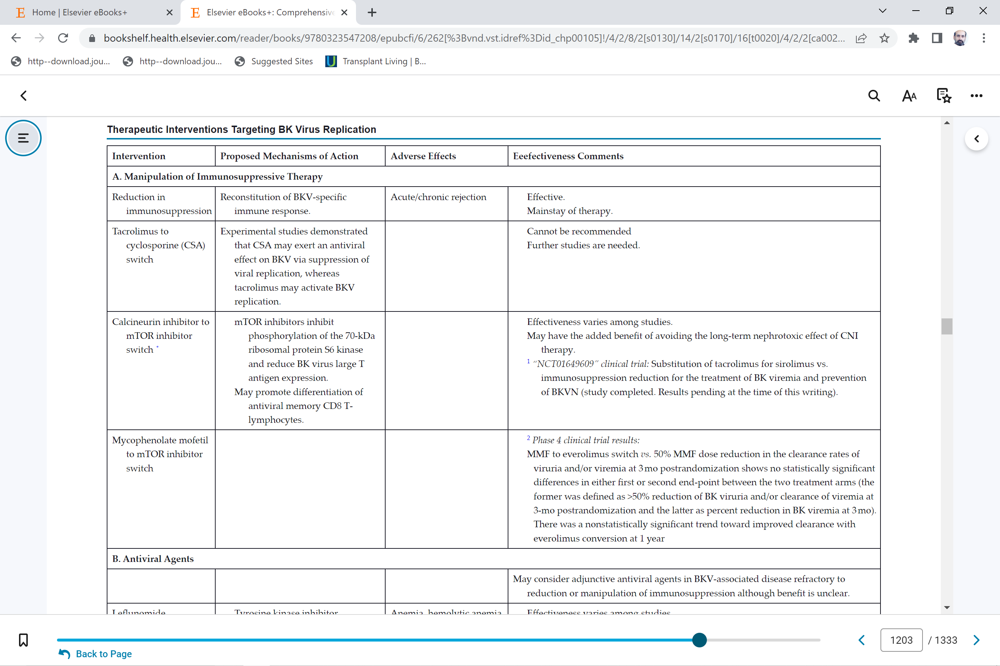 Home | Elsevier eBooks+
Elsevier eBooks+: Comprehensive
bookshelf.health.elsevier.com/reader/books/9780323547208/epubcfi/6/262[%3Bvnd.vst.idref%3Did_chp00105]!/4/2/8/2[s0130]/14/2[s0170]/16[t0020]/4/2/2[ca002...
http--download.jou...
http--download.jou...
Suggested Sites
Transplant Living | B...
Therapeutic Interventions Targeting BK Virus Replication
Intervention
Proposed Mechanisms of Action
Adverse Effects
Eeefectiveness Comments
A. Manipulation of Immunosuppressive Therapy
Reduction in
immunosuppression
Reconstitution of BKV-specific
immune response.
Acute/chronic rejection
Effective.
Mainstay of therapy.
Tacrolimus to
cyclosporine (CSA)
switch
Experimental studies demonstrated
that CSA may exert an antiviral
effect on BKV via suppression of
viral replication, whereas
tacrolimus may activate BKV
replication.
Cannot be recommended
Further studies are needed.
Calcineurin inhibitor to
mTOR inhibitor
switch *
mTOR inhibitors inhibit
phosphorylation of the 70-kDa
ribosomal protein S6 kinase
and reduce BK virus large T
antigen expression.
May promote differentiation of
antiviral memory CD8 T-
lymphocytes.
Effectiveness varies among studies.
May have the added benefit of avoiding the long-term nephrotoxic effect of CNI
therapy.
1 “NCT01649609” clinical trial: Substitution of tacrolimus for sirolimus vs.
immunosuppression reduction for the treatment of BK viremia and prevention
of BKVN (study completed. Results pending at the time of this writing).
Mycophenolate mofetil
to mTOR inhibitor
switch
2 Phase 4 clinical trial results:
MMF to everolimus switch vs. 50% MMF dose reduction in the clearance rates of
viruria and/or viremia at 3 mo postrandomization shows no statistically significant
differences in either first or second end-point between the two treatment arms (the
former was defined as >50% reduction of BK viruria and/or clearance of viremia at
3-mo postrandomization and the latter as percent reduction in BK viremia at 3 mo).
There was a nonstatistically significant trend toward improved clearance with
everolimus conversion at 1 year
B. Antiviral Agents
May consider adjunctive antiviral agents in BKV-associated disease refractory to
reduction or manipulation of immunosuppression although benefit is unclear.
Leflunomide
Tyrosine kinase inhibitor
Anemia, hemolytic anemia
Effectiveness varies among studies
1203 / 1333
Back to Page